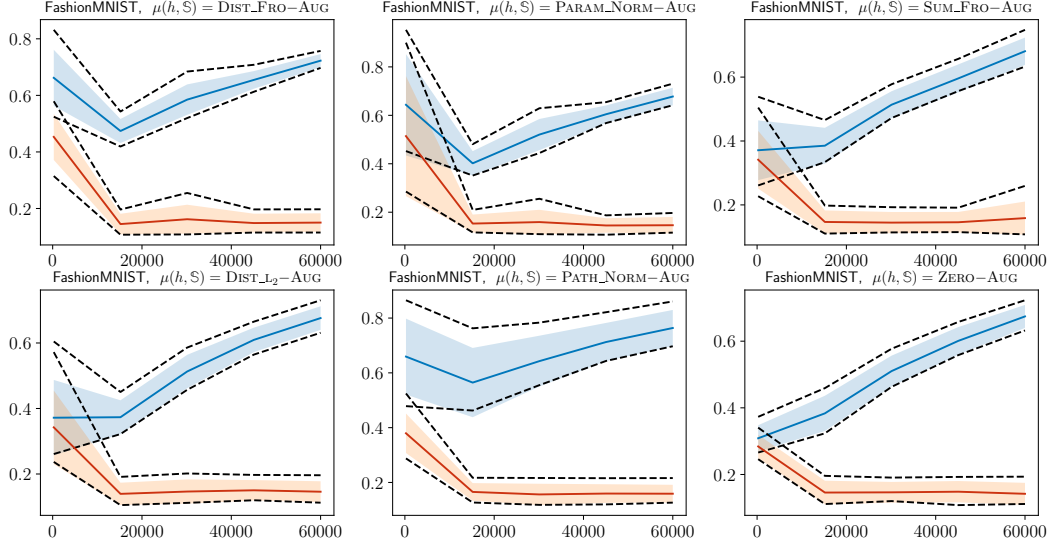 FashionMNIST, μ(h, 𝕊) = DIST_FRO−AUG
0.8
0.6
0.4
0.2
0 20000 40000 60000
FashionMNIST, μ(h, 𝕊) = PARAM_NORM−AUG
0.8
0.6
0.4
0.2
0 20000 40000 60000
FashionMNIST, μ(h, 𝕊) = SUM_FRO−AUG
0.8
0.6
0.4
0.2
0 20000 40000 60000
FashionMNIST, μ(h, 𝕊) = DIST_L₂−AUG
0.6
0.4
0.2
0 20000 40000 60000
FashionMNIST, μ(h, 𝕊) = PATH_NORM−AUG
0.8
0.6
0.4
0.2
0 20000 40000 60000
FashionMNIST, μ(h, 𝕊) = ZERO−AUG
0.6
0.4
0.2
0 20000 40000 60000